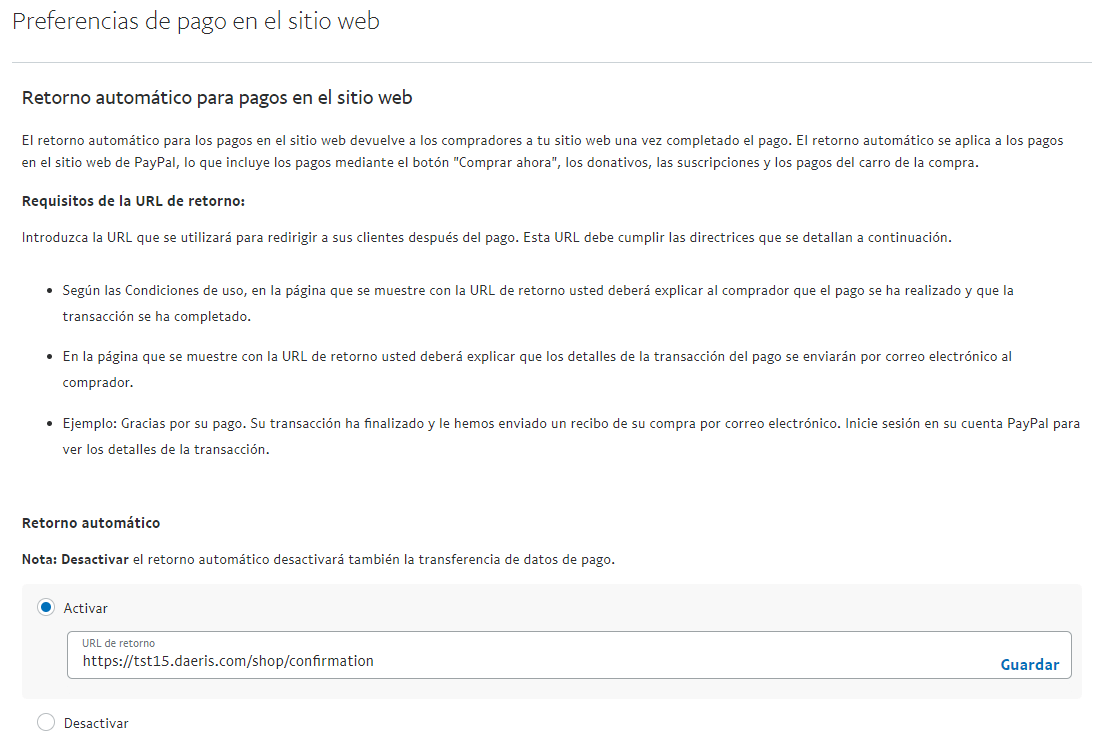 Preferencias de pago en el sitio web
Retorno automático para pagos en el sitio web
El retorno automático para los pagos en el sitio web devuelve a los compradores a tu sitio web una vez completado el pago. El retorno automático se aplica a los pagos
en el sitio web de PayPal, lo que incluye los pagos mediante el botón "Comprar ahora", los donativos, las suscripciones y los pagos del carro de la compra.
Requisitos de la URL de retorno:
Introduzca la URL que se utilizará para redirigir a sus clientes después del pago. Esta URL debe cumplir las directrices que se detallan a continuación.
• Según las Condiciones de uso, en la página que se muestre con la URL de retorno usted deberá explicar al comprador que el pago se ha realizado y que la
transacción se ha completado.
• En la página que se muestre con la URL de retorno usted deberá explicar que los detalles de la transacción del pago se enviarán por correo electrónico al
comprador.
• Ejemplo: Gracias por su pago. Su transacción ha finalizado y le hemos enviado un recibo de su compra por correo electrónico. Inicie sesión en su cuenta PayPal para
ver los detalles de la transacción.
Retorno automático
Nota: Desactivar el retorno automático desactivará también la transferencia de datos de pago.
Activar
URL de retorno
https://tst15.daeris.com/shop/confirmation
Guardar
Desactivar